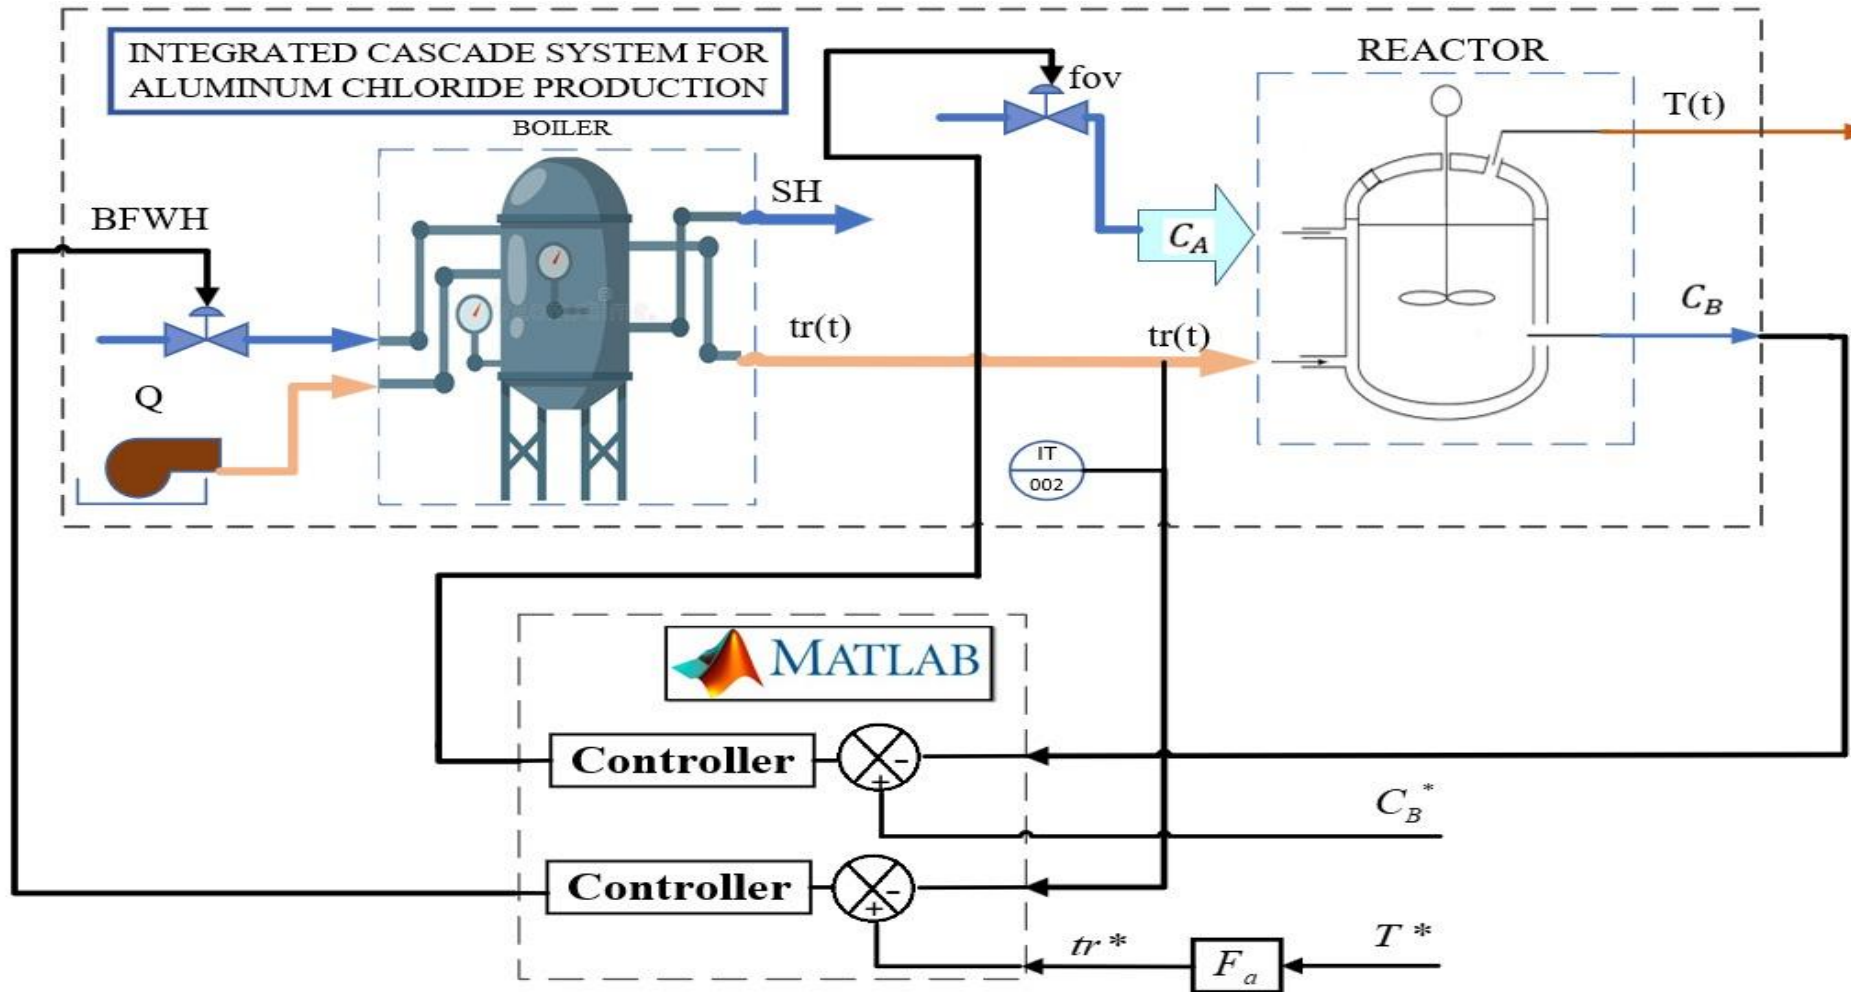 INTEGRATED CASCADE SYSTEM FOR
ALUMINUM CHLORIDE PRODUCTION
REACTOR
fov
T(t)
BOILER
SH
BFWH
C_A
C_B
tr(t)
tr(t)
Q
IT
002
MATLAB
Controller
-
+
C_B*
Controller
-
+
tr*
F_a
T*